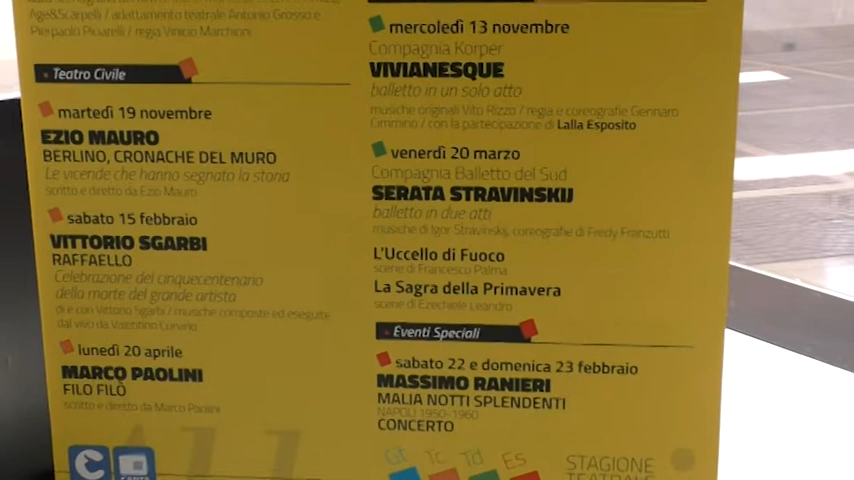 Age&Scarpelli / adattamento teatrale Antonio Grosso e
Pierpaolo Piciarelli / regia Vinicio Marchioni
Teatro Civile
martedì 19 novembre
EZIO MAURO
BERLINO, CRONACHE DEL MURO
Le vicende che hanno segnato la storia
scritto e diretto da Ezio Mauro
sabato 15 febbraio
VITTORIO SGARBI
RAFFAELLO
Celebrazione del cinquecentenario
della morte del grande artista
di e con Vittorio Sgarbi / musiche composte ed eseguite
dal vivo da Valentino Corvino
lunedì 20 aprile
MARCO PAOLINI
FILO FILÒ
scritto e diretto da Marco Paolini
mercoledì 13 novembre
Compagnia Korper
VIVIANESQUE
balletto in un solo atto
musiche originali Vito Rizzo / regia e coreografie Gennaro
Cimmino / con la partecipazione di Lalla Esposito
venerdì 20 marzo
Compagnia Balletto del Sud
SERATA STRAVINSKIJ
balletto in due atti
musiche di Igor Stravinskij, coreografie di Fredy Franzutti
L'Uccello di Fuoco
scene di Francesco Palma
La Sagra della Primavera
scene di Ezechiele Leandro
Eventi Speciali
sabato 22 e domenica 23 febbraio
MASSIMO RANIERI
MALIA NOTTI SPLENDENTI
NAPOLI 1950-1960
CONCERTO
Gt Tc Td Es
STAGIONE
TEATRALE